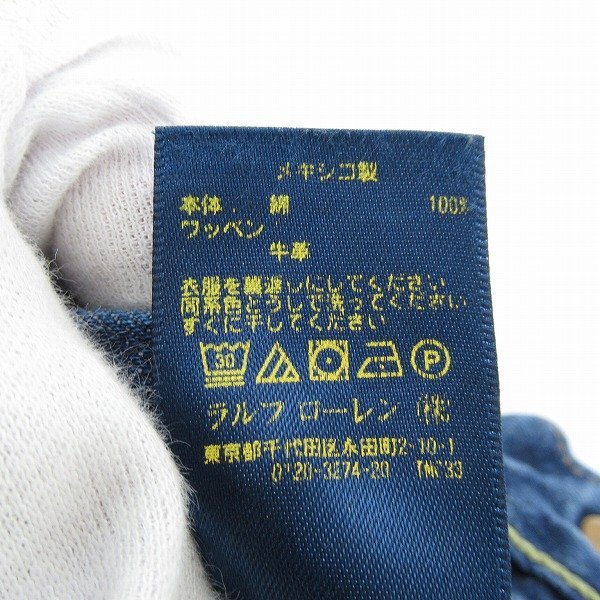 メキシコ製
本体 綿 100%
ワッペン
牛革
衣服を裏返しにしてください
同系色どうしで洗ってください
すぐに干してください
30 P
ラルフ ローレン (株)
東京都千代田区永田町2-10-1
0120-3274-20